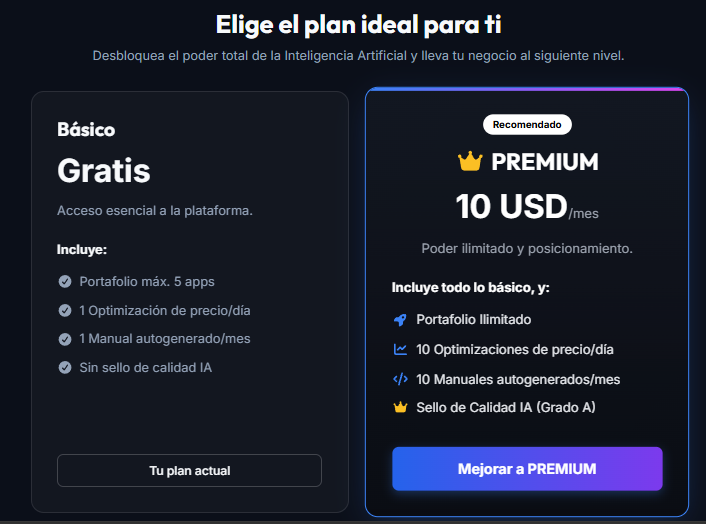 Elige el plan ideal para ti
Desbloquea el poder total de la Inteligencia Artificial y lleva tu negocio al siguiente nivel.
Básico
Gratis
Acceso esencial a la plataforma.
Incluye:
Portafolio máx. 5 apps
1 Optimización de precio/día
1 Manual autogenerado/mes
Sin sello de calidad IA
Tu plan actual
Recomendado
PREMIUM
10 USD/mes
Poder ilimitado y posicionamiento.
Incluye todo lo básico, y:
Portafolio Ilimitado
10 Optimizaciones de precio/día
10 Manuales autogenerados/mes
Sello de Calidad IA (Grado A)
Mejorar a PREMIUM